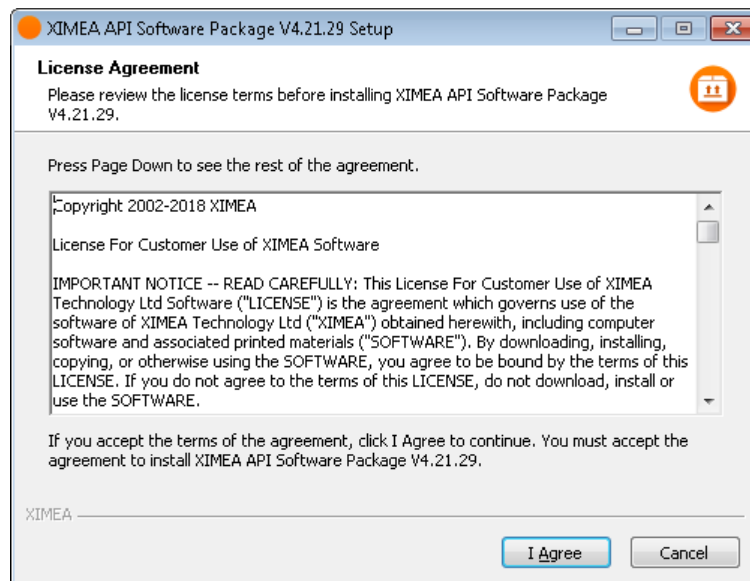 XIMEA API Software Package V4.21.29 Setup
License Agreement
Please review the license terms before installing XIMEA API Software Package
V4.21.29.
Press Page Down to see the rest of the agreement.
Copyright 2002-2018 XIMEA
License For Customer Use of XIMEA Software
IMPORTANT NOTICE -- READ CAREFULLY: This License For Customer Use of XIMEA
Technology Ltd Software ("LICENSE") is the agreement which governs use of the
software of XIMEA Technology Ltd ("XIMEA") obtained herewith, including computer
software and associated printed materials ("SOFTWARE"). By downloading, installing,
copying, or otherwise using the SOFTWARE, you agree to be bound by the terms of this
LICENSE. If you do not agree to the terms of this LICENSE, do not download, install or
use the SOFTWARE.
If you accept the terms of the agreement, click I Agree to continue. You must accept the
agreement to install XIMEA API Software Package V4.21.29.
XIMEA
I Agree
Cancel